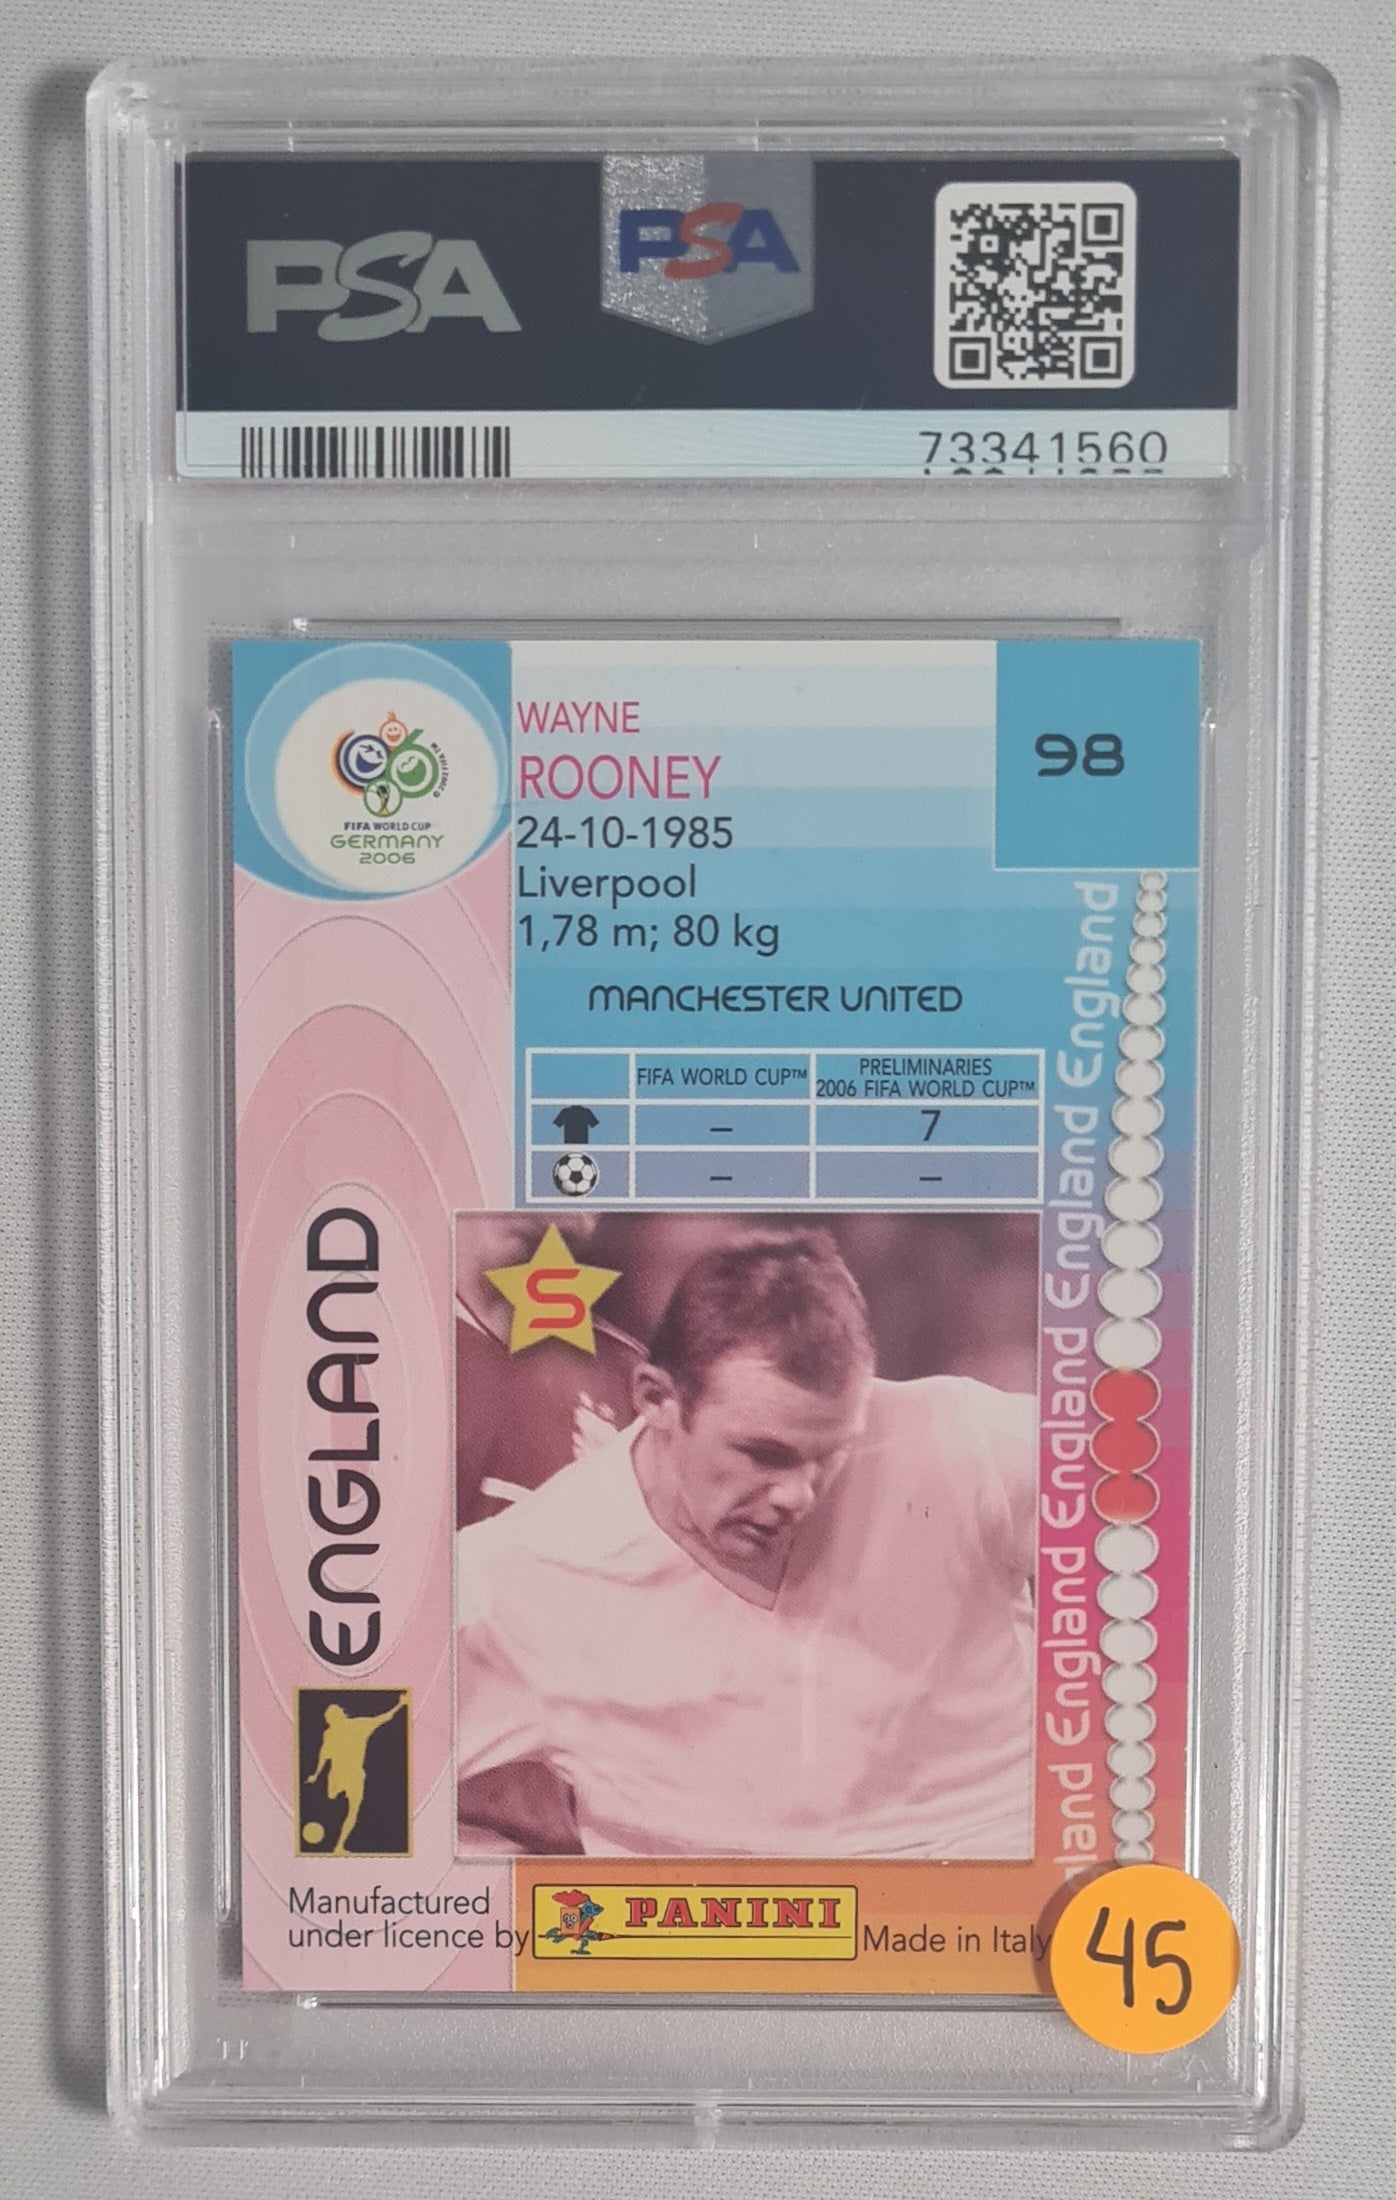 PSA
PSA
73341560
FIFA WORLD CUP
GERMANY
2006
WAYNE
ROONEY
24-10-1985
Liverpool
1,78 m; 80 kg
98
MANCHESTER UNITED
FIFA WORLD CUP™
PRELIMINARIES
2006 FIFA WORLD CUP™
– 7
– –
S
ENGLAND
England England England England England England
Manufactured
under licence by
PANINI
Made in Italy
45